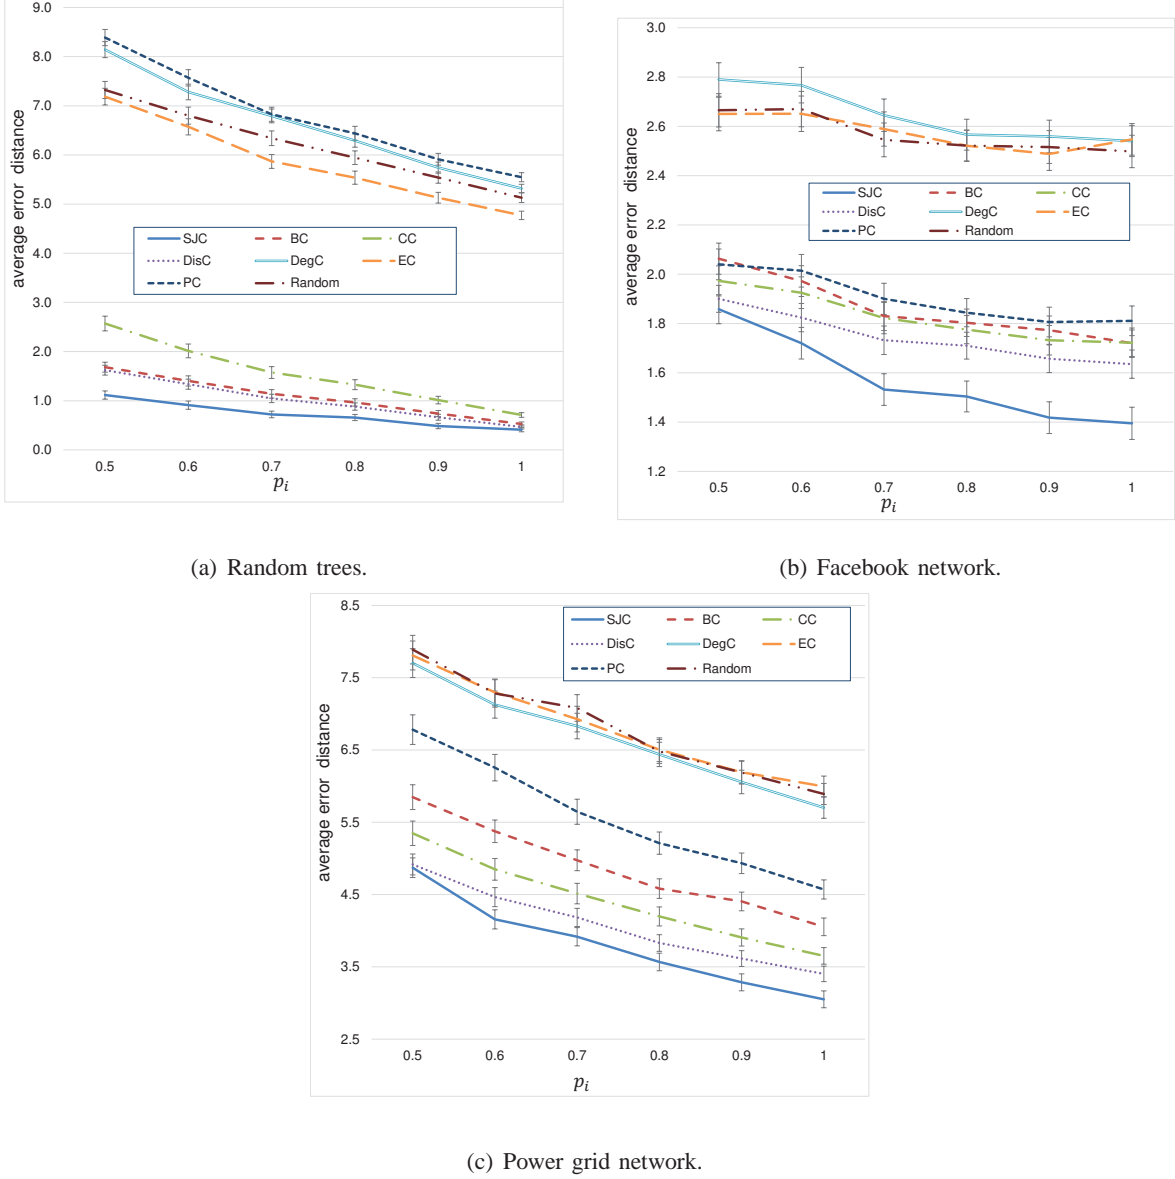 9.0
8.0
7.0
6.0
5.0
4.0
3.0
2.0
1.0
0.0
average error distance
SJC BC CC
DisC DegC EC
PC Random
0.5 0.6 0.7 0.8 0.9 1
p_i
(a) Random trees.
3.0
2.8
2.6
2.4
2.2
2.0
1.8
1.6
1.4
1.2
average error distance
SJC BC CC
DisC DegC EC
PC Random
0.5 0.6 0.7 0.8 0.9 1
p_i
(b) Facebook network.
8.5
7.5
6.5
5.5
4.5
3.5
2.5
average error distance
SJC BC CC
DisC DegC EC
PC Random
0.5 0.6 0.7 0.8 0.9 1
p_i
(c) Power grid network.